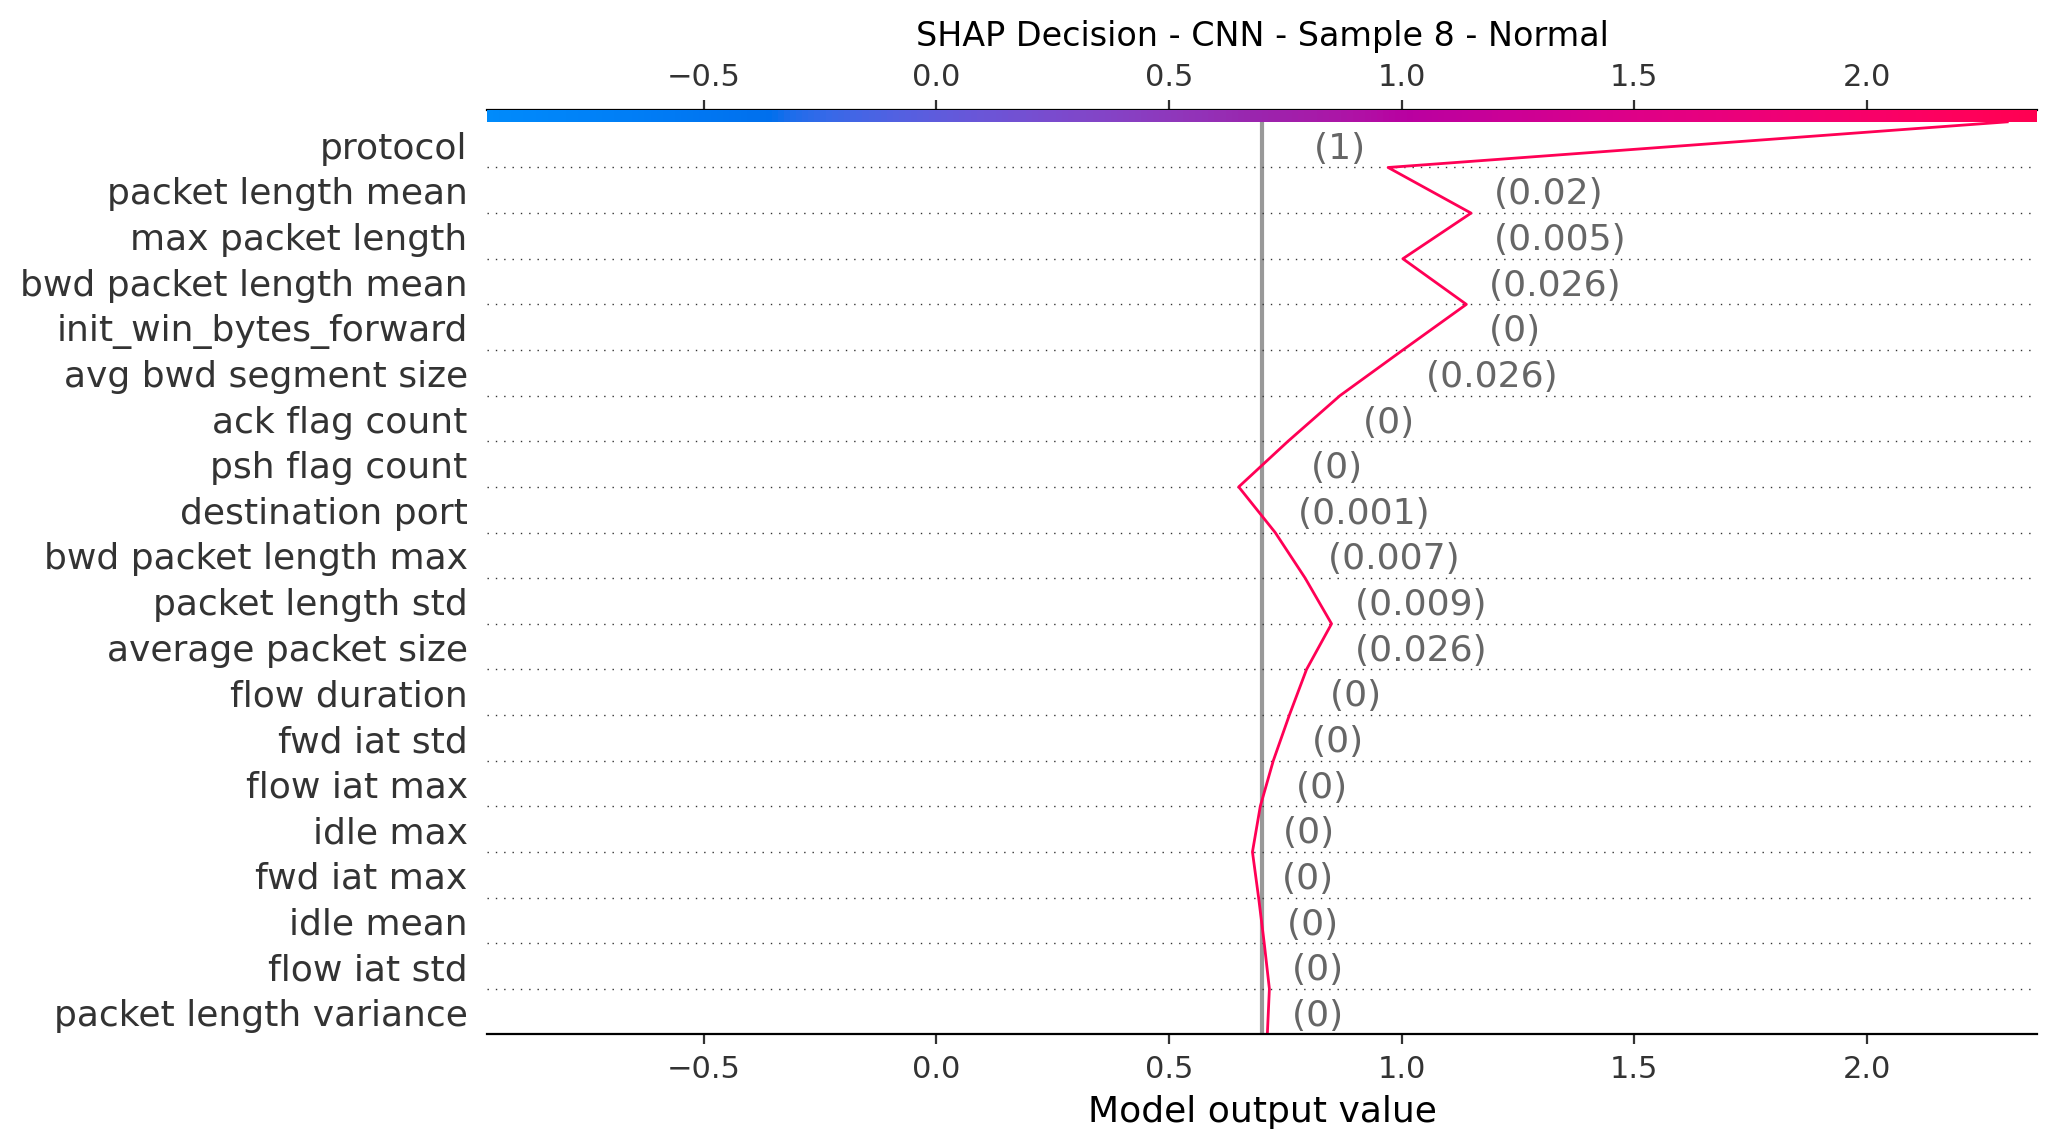 SHAP Decision - CNN - Sample 8 - Normal
−0.5 0.0 0.5 1.0 1.5 2.0
protocol (1)
packet length mean (0.02)
max packet length (0.005)
bwd packet length mean (0.026)
init_win_bytes_forward (0)
avg bwd segment size (0.026)
ack flag count (0)
psh flag count (0)
destination port (0.001)
bwd packet length max (0.007)
packet length std (0.009)
average packet size (0.026)
flow duration (0)
fwd iat std (0)
flow iat max (0)
idle max (0)
fwd iat max (0)
idle mean (0)
flow iat std (0)
packet length variance (0)
−0.5 0.0 0.5 1.0 1.5 2.0
Model output value